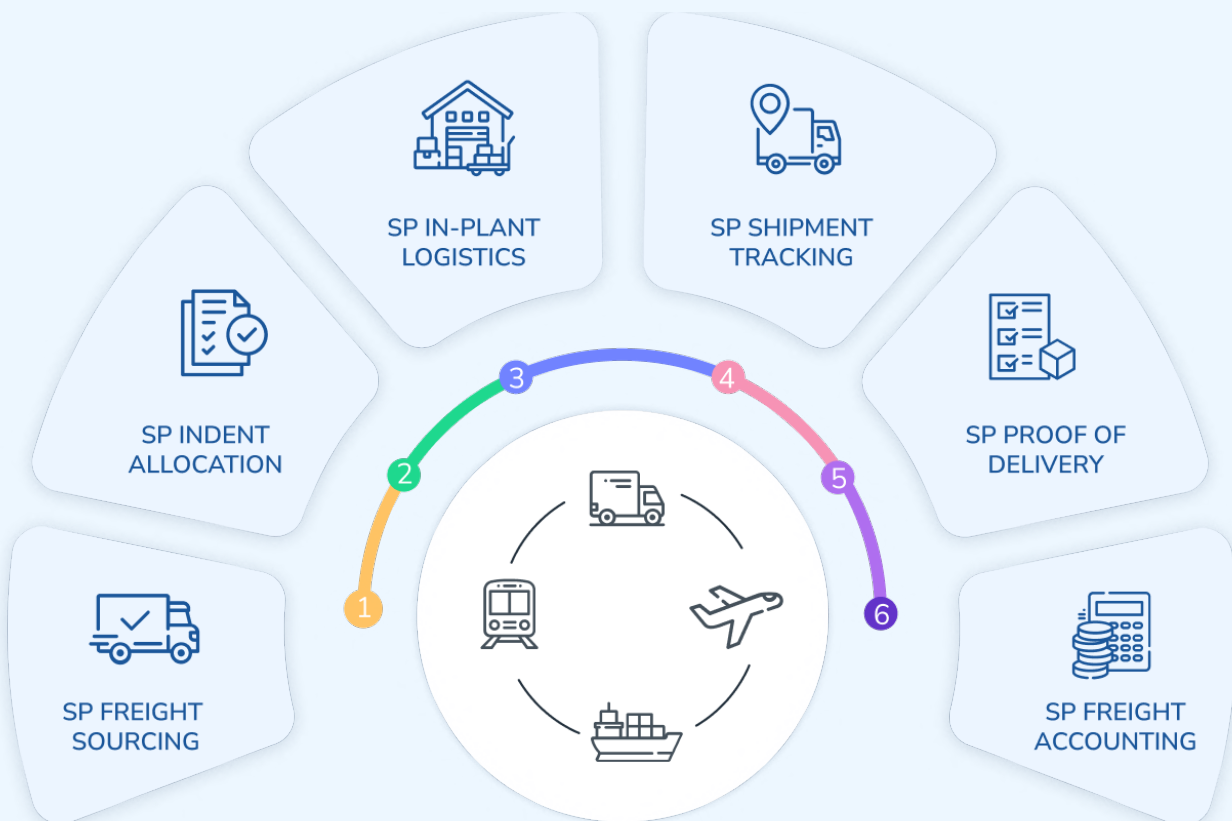 SP IN-PLANT
LOGISTICS
SP SHIPMENT
TRACKING
SP INDENT
ALLOCATION
SP PROOF OF
DELIVERY
SP FREIGHT
SOURCING
SP FREIGHT
ACCOUNTING
1
2
3
4
5
6